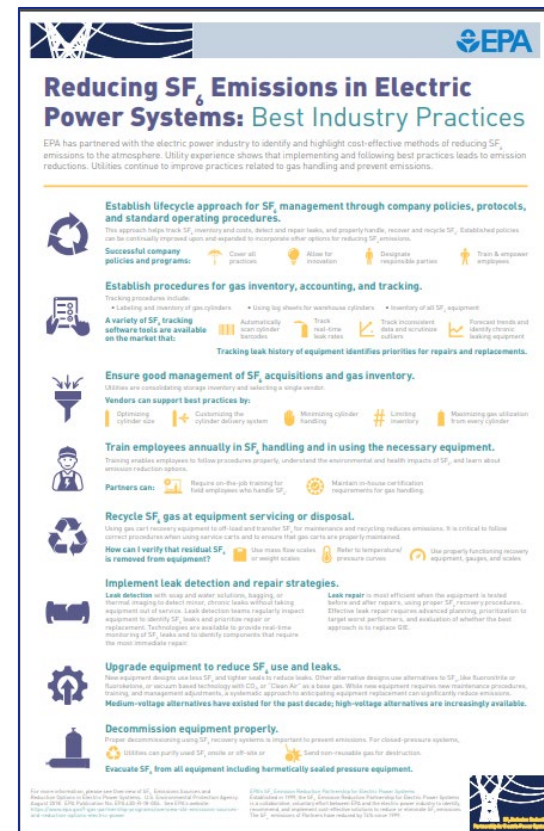 EPA
Reducing SF6 Emissions in Electric
Power Systems: Best Industry Practices
EPA has partnered with the electric power industry to identify and highlight cost-effective methods of reducing SF6
emissions to the atmosphere. Utility experience shows that implementing and following best practices leads to emission
reductions. Utilities continue to improve practices related to gas handling and prevent emissions.
Establish lifecycle approach for SF6 management through company policies, protocols,
and standard operating procedures.
This approach helps track SF6 inventory and costs, detect and repair leaks, and properly handle, recover and recycle SF6. Established policies
can be continually improved upon and expanded to incorporate other options for reducing SF6 emissions.
Successful company
policies and programs:
Cover all
practices
Allow for
innovation
Designate
responsible parties
Train & empower
employees
Establish procedures for gas inventory, accounting, and tracking.
Tracking procedures include:
• Labeling and inventory of gas cylinders • Using log sheets for warehouse cylinders • Inventory of all SF6 equipment
A variety of SF6 tracking
software tools are available
on the market that:
Automatically
scan cylinder
barcodes
Track
real-time
leak rates
Track inconsistent
data and scrutinize
outliers
Forecast trends and
identify chronic
leaking equipment
Tracking leak history of equipment identifies priorities for repairs and replacements.
Ensure good management of SF6 acquisitions and gas inventory.
Utilities are consolidating storage inventory and selecting a single vendor.
Vendors can support best practices by:
Optimizing
cylinder size
Customizing the
cylinder delivery system
Minimizing cylinder
handling
Limiting
inventory
Maximizing gas utilization
from every cylinder
Train employees annually in SF6 handling and in using the necessary equipment.
Training enables employees to follow procedures properly, understand the environmental and health impacts of SF6, and learn about
emission reduction options.
Partners can:
Require on-the-job training for
field employees who handle SF6.
Maintain in-house certification
requirements for gas handling.
Recycle SF6 gas at equipment servicing or disposal.
Using gas cart recovery equipment to off-load and transfer SF6 for maintenance and recycling reduces emissions. It is critical to follow
correct procedures when using service carts and to ensure that gas carts are properly maintained.
How can I verify that residual SF6
is removed from equipment?
Use mass flow scales
or weight scales
Refer to temperature/
pressure curves
Use properly functioning recovery
equipment, gauges, and scales
Implement leak detection and repair strategies.
Leak detection with soap and water solutions, bagging, or
thermal imaging to detect minor, chronic leaks without taking
equipment out of service. Leak detection teams regularly inspect
equipment to identify SF6 leaks and prioritize repair or
replacement. Technologies are available to provide real-time
monitoring of SF6 leaks and to identify components that require
the most immediate repair.
Leak repair is most efficient when the equipment is tested
before and after repairs, using proper SF6 recovery procedures.
Effective leak repair requires advanced planning, prioritization to
target worst performers, and evaluation of whether the best
approach is to replace GIE.
Upgrade equipment to reduce SF6 use and leaks.
New equipment designs use less SF6 and tighter seals to reduce leaks. Other alternative designs use alternatives to SF6, like fluoronitrile or
fluoroketone, or vacuum based technology with CO2, or "Clean Air" as a base gas. While new equipment requires new maintenance procedures,
training, and management adjustments, a systematic approach to anticipating equipment replacement can significantly reduce emissions.
Medium-voltage alternatives have existed for the past decade; high-voltage alternatives are increasingly available.
Decommission equipment properly.
Proper decommissioning using SF6 recovery systems is important to prevent emissions. For closed-pressure systems,
Utilities can purify used SF6 onsite or off-site or
Send non-reusable gas for destruction.
Evacuate SF6 from all equipment including hermetically sealed pressure equipment.
For more information, please see Overview of SF6 Emissions Sources and
Reduction Options in Electric Power Systems, U.S. Environmental Protection Agency
August 2018.